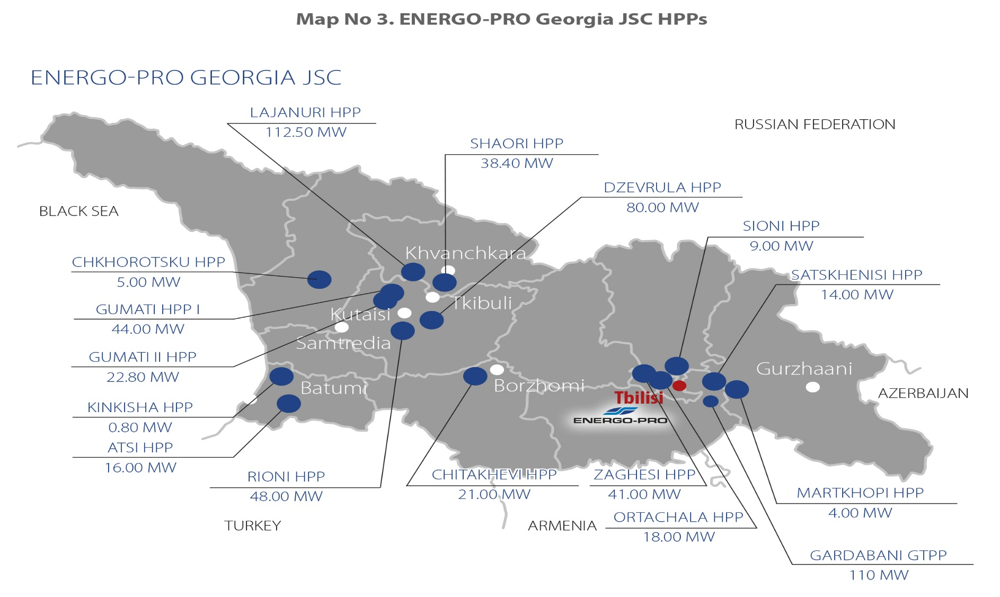 Map No 3. ENERGO-PRO Georgia JSC HPPs
ENERGO-PRO GEORGIA JSC
LAJANURI HPP
112.50 MW
RUSSIAN FEDERATION
SHAORI HPP
38.40 MW
DZEVRULA HPP
80.00 MW
BLACK SEA
SIONI HPP
9.00 MW
Khvanchkara
CHKHOROTSKU HPP
5.00 MW
SATSKHENISI HPP
14.00 MW
Tkibuli
GUMATI HPP I
44.00 MW
Kutaisi
Samtredia
GUMATI II HPP
22.80 MW
Gurzhaani
Batumi
Borzhomi
Tbilisi
ENERGO-PRO
AZERBAIJAN
KINKISHA HPP
0.80 MW
ATSI HPP
16.00 MW
RIONI HPP
48.00 MW
CHITAKHEVI HPP
21.00 MW
ZAGHESI HPP
41.00 MW
MARTKHOPI HPP
4.00 MW
TURKEY
ARMENIA
ORTACHALA HPP
18.00 MW
GARDABANI GTPP
110 MW